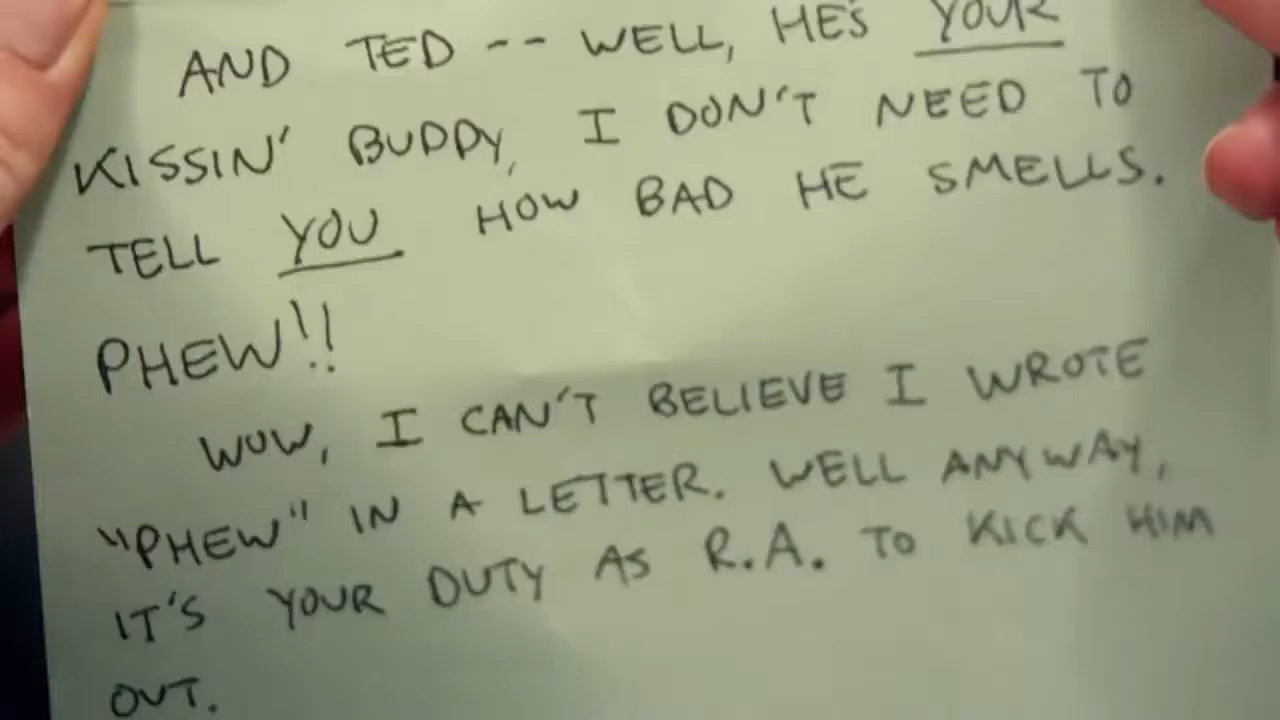 AND TED -- WELL, HE'S YOUR
KISSIN' BUDDY, I DON'T NEED TO
TELL YOU HOW BAD HE SMELLS.
PHEW!!
WOW, I CAN'T BELIEVE I WROTE
"PHEW" IN A LETTER. WELL ANYWAY,
IT'S YOUR DUTY AS R.A. TO KICK HIM
OUT.